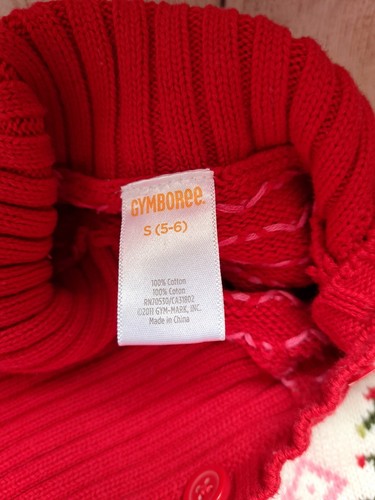 GYMBOREE.
S (5-6)
100% Cotton
100% Coton
RN70530/CA31802
©2011 GYM-MARK, INC.
Made in China